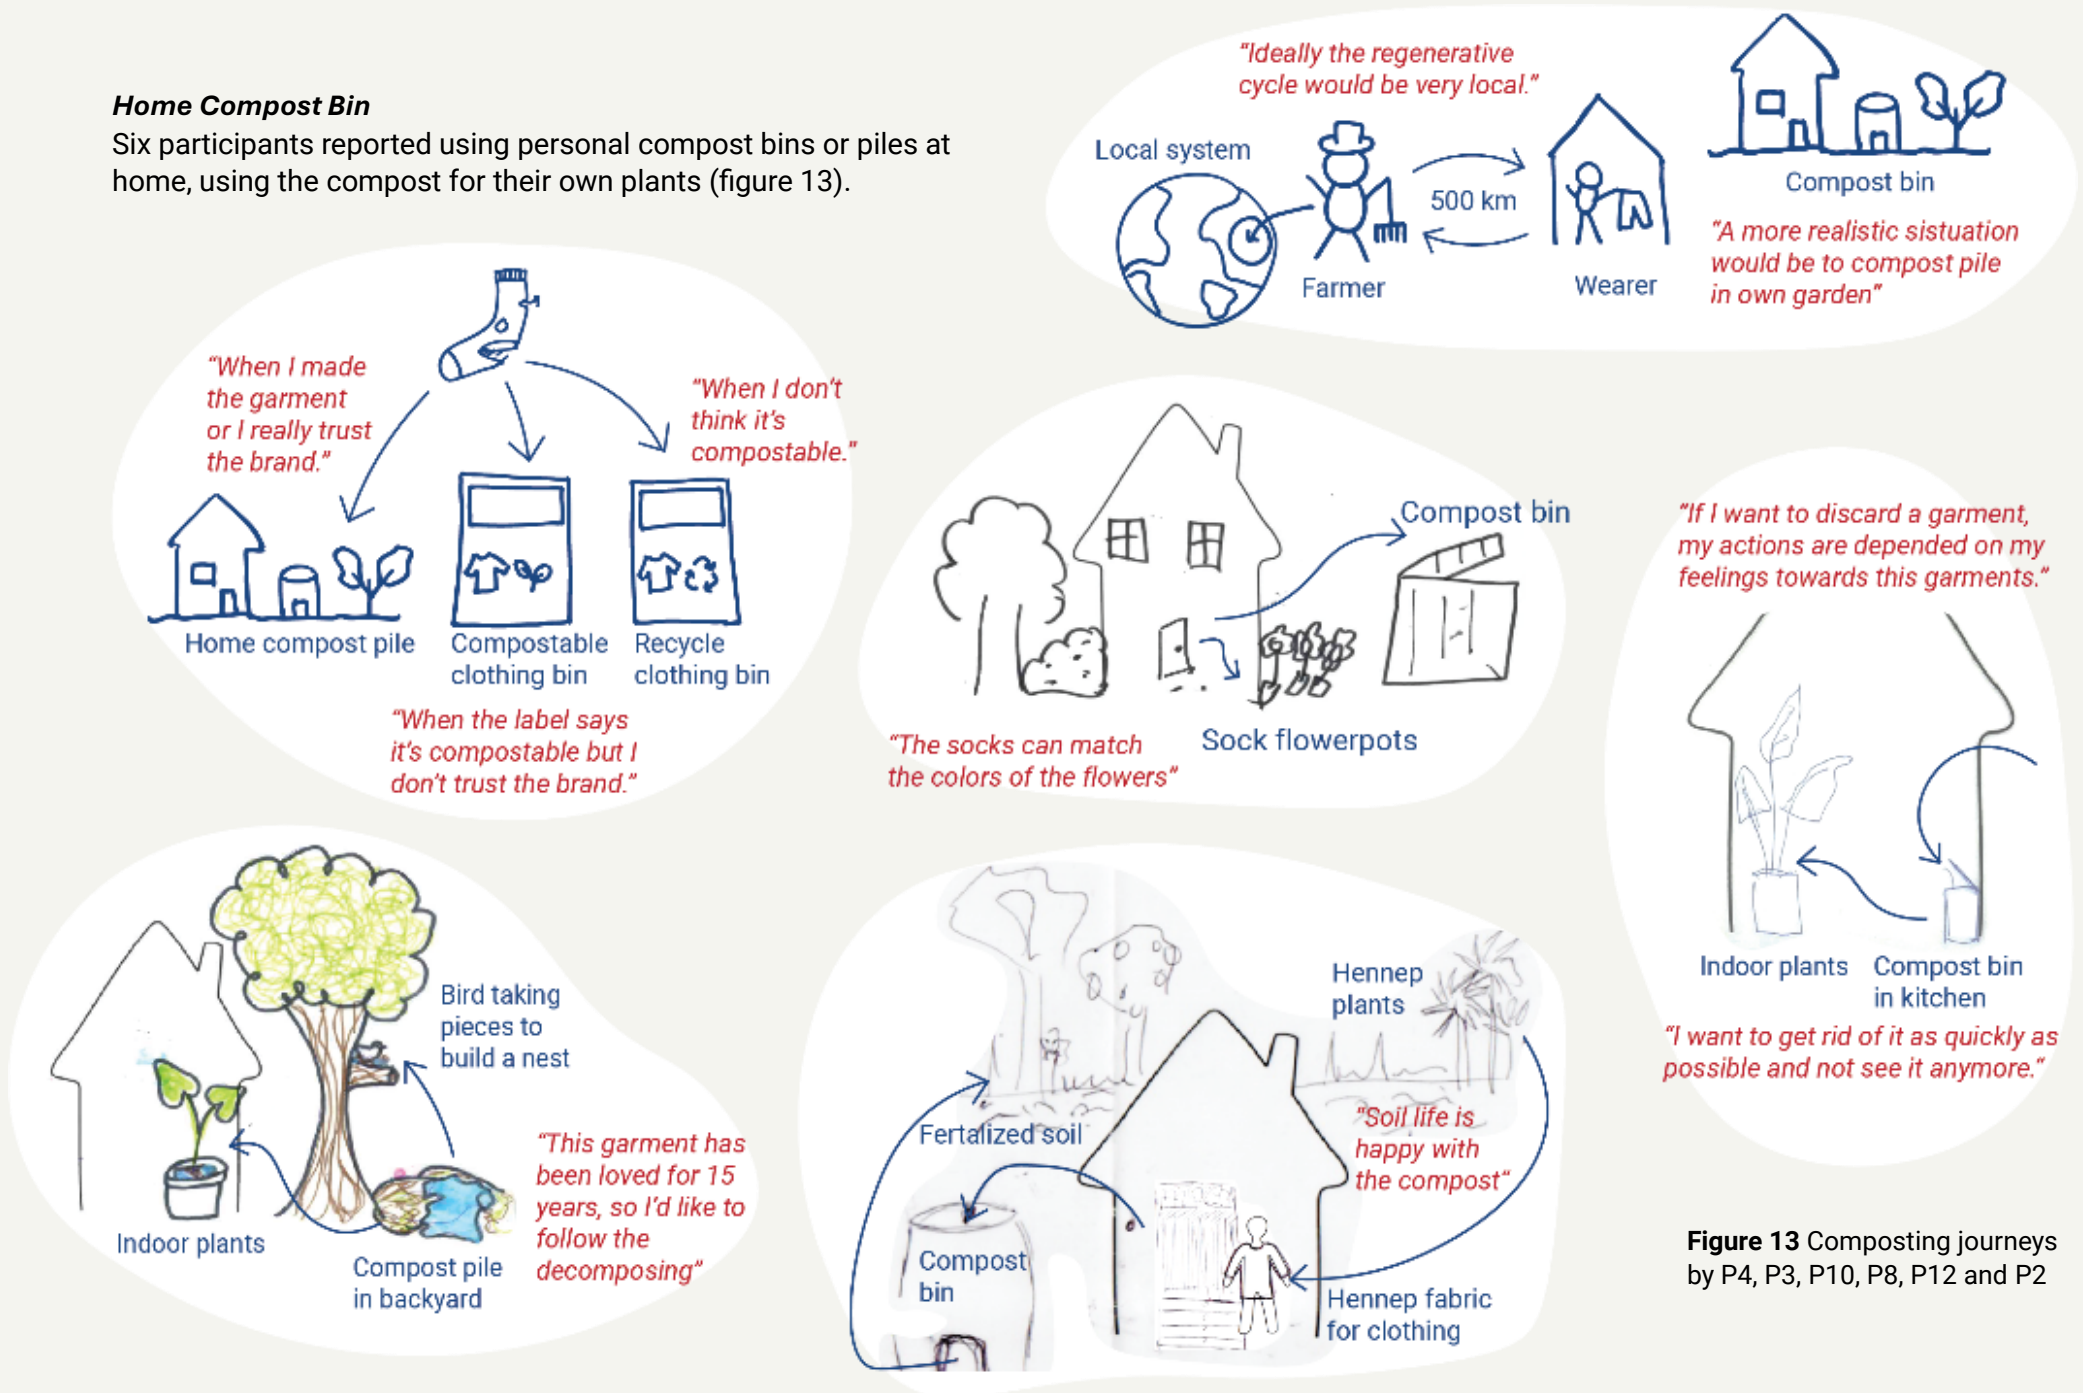 Home Compost Bin
Six participants reported using personal compost bins or piles at
home, using the compost for their own plants (figure 13).
“Ideally the regenerative
cycle would be very local.”
Local system
500 km
Farmer
Wearer
Compost bin
“A more realistic sistuation
would be to compost pile
in own garden”
“When I made
the garment
or I really trust
the brand.”
“When I don’t
think it’s
compostable.”
Home compost pile
Compostable
clothing bin
Recycle
clothing bin
“When the label says
it’s compostable but I
don’t trust the brand.”
Compost bin
Sock flowerpots
“The socks can match
the colors of the flowers”
“If I want to discard a garment,
my actions are depended on my
feelings towards this garments.”
Indoor plants
Compost bin
in kitchen
“I want to get rid of it as quickly as
possible and not see it anymore.“
Bird taking
pieces to
build a nest
“This garment has
been loved for 15
years, so I’d like to
follow the
decomposing”
Indoor plants
Compost pile
in backyard
Hennep
plants
Fertalized soil
“Soil life is
happy with
the compost“
Compost
bin
Hennep fabric
for clothing
Figure 13 Composting journeys
by P4, P3, P10, P8, P12 and P2